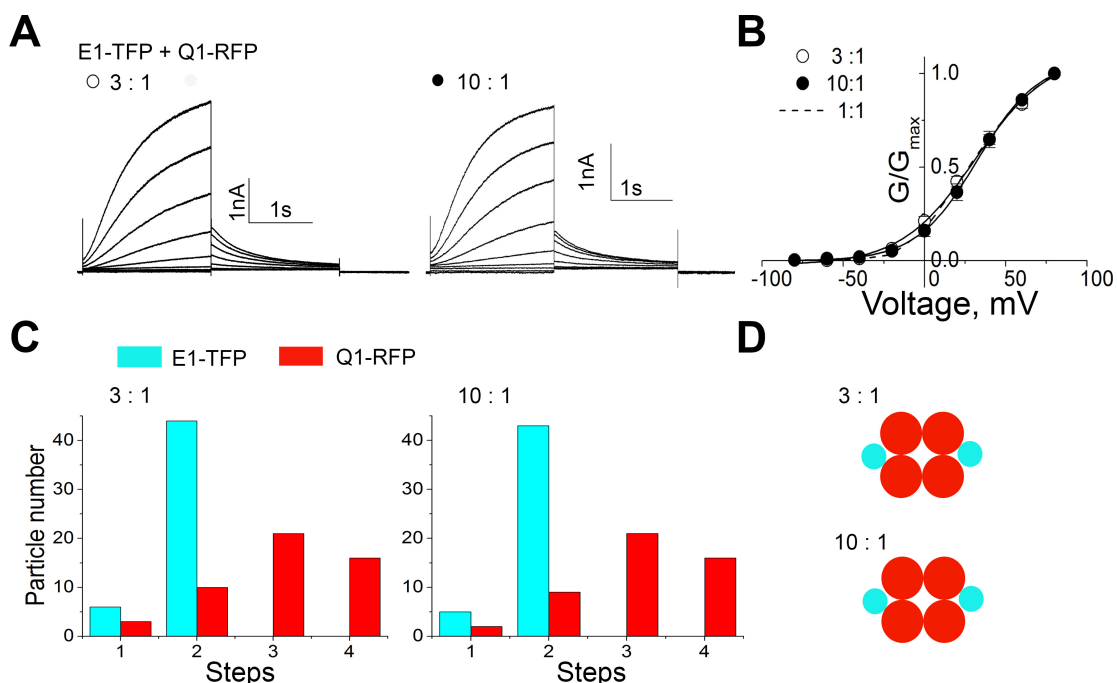 A
E1-TFP + Q1-RFP
3 : 1
10 : 1
1nA
1s
1nA
1s
B
3 :1
10:1
1:1
G/Gmax
1.0
0.5
0.0
-100
-50
0
50
100
Voltage, mV
C
E1-TFP
Q1-RFP
3 : 1
10 : 1
Particle number
40
30
20
10
0
1
2
3
4
Steps
40
30
20
10
0
1
2
3
4
Steps
D
3 : 1
10 : 1